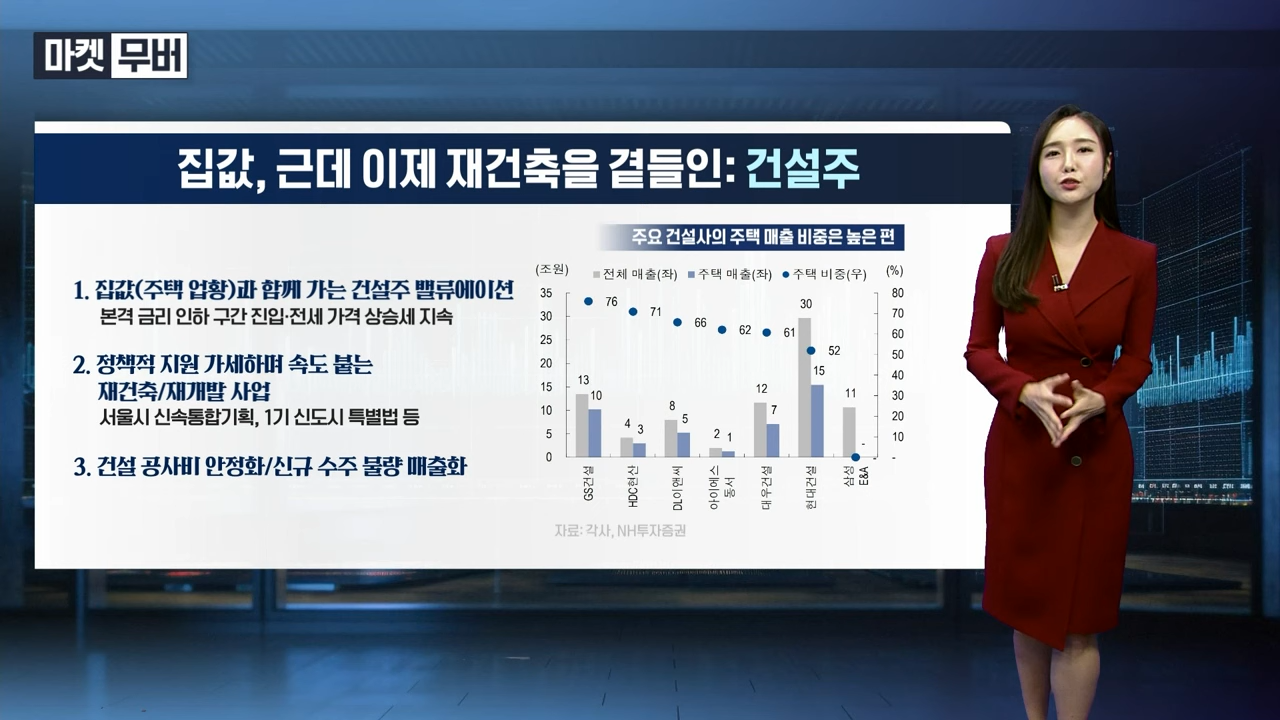 마켓 무버
집값, 근데 이제 재건축을 곁들인: 건설주
1. 집값(주택 업황)과 함께 가는 건설주 밸류에이션
본격 금리 인하 구간 진입·전세 가격 상승세 지속
2. 정책적 지원 가세하며 속도 붙는
재건축/재개발 사업
서울시 신속통합기획, 1기 신도시 특별법 등
3. 건설 공사비 안정화/신규 수주 물량 매출화
주요 건설사의 주택 매출 비중은 높은 편
(조원)
전체 매출(좌) 주택 매출(좌) 주택 비중(우)
(%)
35
30
25
20
15
10
5
0
76 71 66 62 61 52 -
13 10 4 3 8 5 2 1 12 7 30 15 11
80
70
60
50
40
30
20
10
-
GS건설
HDC현산
DL이앤씨
아이에스
동서
대우건설
현대건설
삼성
E&A
자료: 각사, NH투자증권